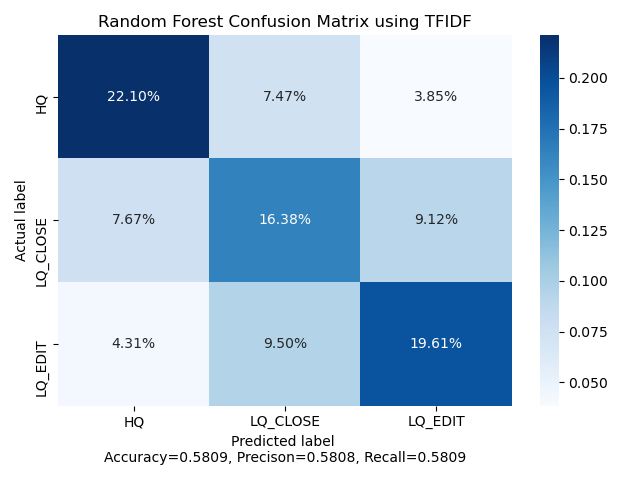 Random Forest Confusion Matrix using TFIDF
HQ
22.10%
7.47%
3.85%
LQ_CLOSE
7.67%
16.38%
9.12%
LQ_EDIT
4.31%
9.50%
19.61%
Actual label
HQ
LQ_CLOSE
LQ_EDIT
Predicted label
Accuracy=0.5809, Precison=0.5808, Recall=0.5809
0.200
0.175
0.150
0.125
0.100
0.075
0.050